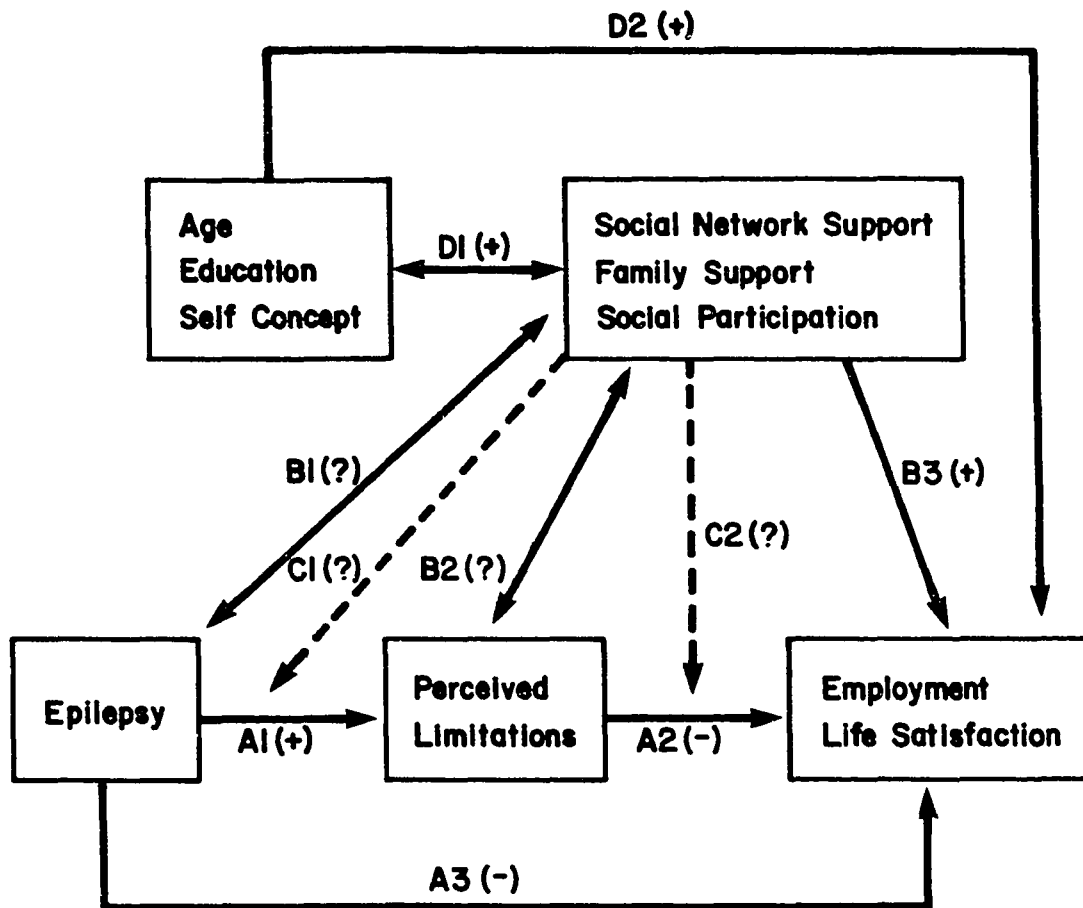 D2 (+)
Age
Education
Self Concept
D1 (+)
Social Network Support
Family Support
Social Participation
B1 (?)
C1 (?)
B2 (?)
C2 (?)
B3 (+)
Epilepsy
A1 (+)
Perceived
Limitations
A2 (-)
Employment
Life Satisfaction
A3 (-)